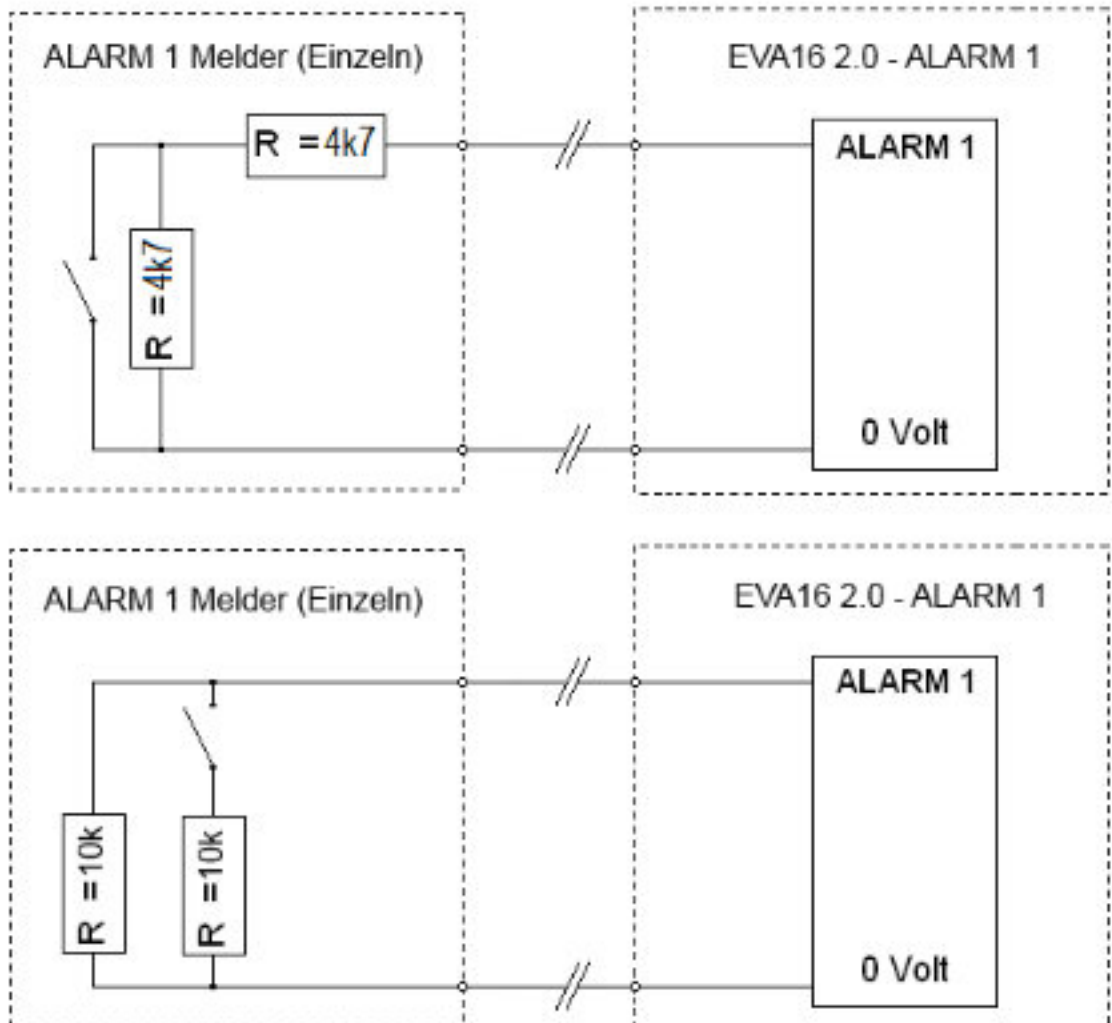 ALARM 1 Melder (Einzeln)
EVA16 2.0 - ALARM 1
R =4k7
ALARM 1
R =4k7
0 Volt
ALARM 1 Melder (Einzeln)
EVA16 2.0 - ALARM 1
ALARM 1
R =10k
R =10k
0 Volt